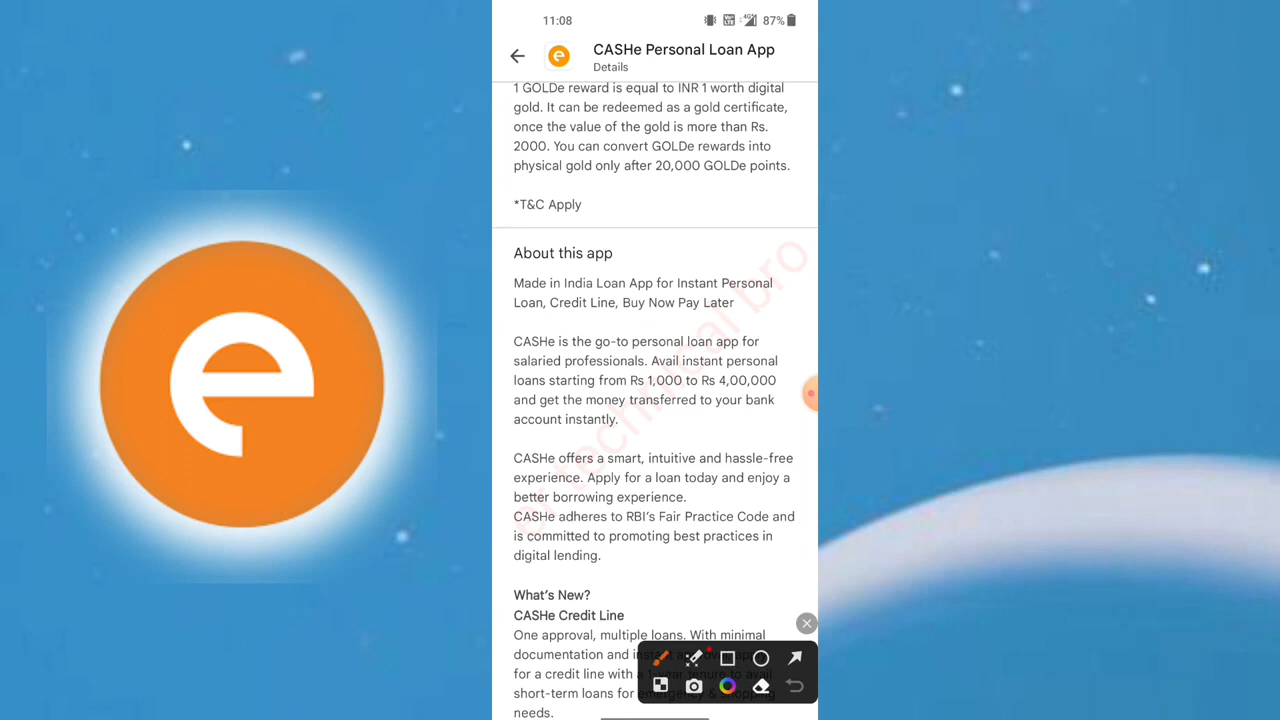 11:08
87%
CASHe Personal Loan App
Details
1 GOLDe reward is equal to INR 1 worth digital
gold. It can be redeemed as a gold certificate,
once the value of the gold is more than Rs.
2000. You can convert GOLDe rewards into
physical gold only after 20,000 GOLDe points.
*T&C Apply
About this app
Made in India Loan App for Instant Personal
Loan, Credit Line, Buy Now Pay Later
CASHe is the go-to personal loan app for
salaried professionals. Avail instant personal
loans starting from Rs 1,000 to Rs 4,00,000
and get the money transferred to your bank
account instantly.
CASHe offers a smart, intuitive and hassle-free
experience. Apply for a loan today and enjoy a
better borrowing experience.
CASHe adheres to RBI's Fair Practice Code and
is committed to promoting best practices in
digital lending.
What's New?
CASHe Credit Line
One approval, multiple loans. With minimal
documentation and
for a credit line with a
short-term loans for emergency & shopping
needs.
er technical bro
e
e